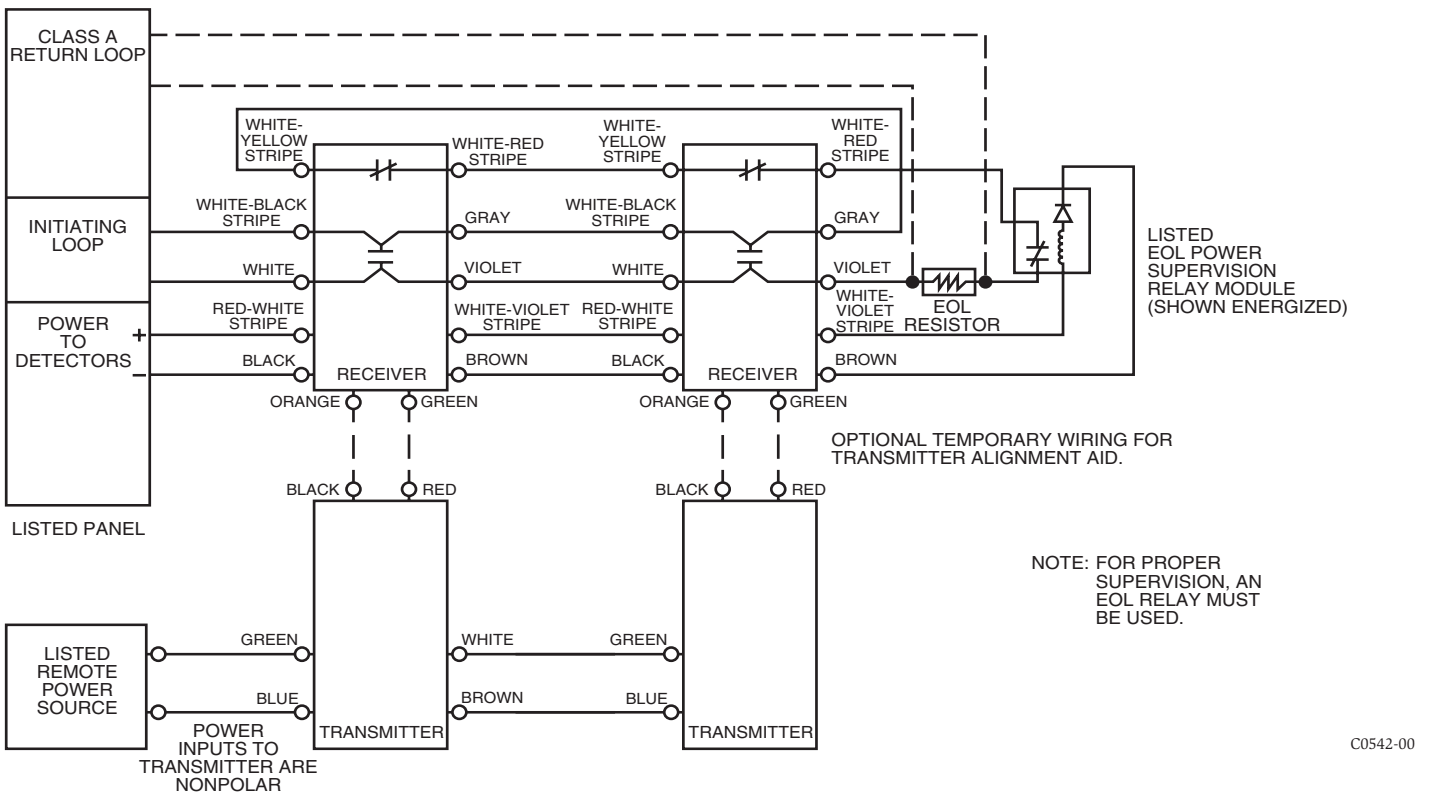 CLASS A
RETURN LOOP
INITIATING
LOOP
POWER
TO
DETECTORS
+
–
LISTED PANEL
WHITE-
YELLOW
STRIPE
WHITE-RED
STRIPE
WHITE-
YELLOW
STRIPE
WHITE-
RED
STRIPE
WHITE-BLACK
STRIPE
GRAY
WHITE-BLACK
STRIPE
GRAY
WHITE
VIOLET
WHITE
VIOLET
RED-WHITE
STRIPE
WHITE-VIOLET
STRIPE
RED-WHITE
STRIPE
WHITE-
VIOLET
STRIPE
EOL
RESISTOR
BLACK
RECEIVER
BROWN
BLACK
RECEIVER
BROWN
LISTED
EOL POWER
SUPERVISION
RELAY MODULE
(SHOWN ENERGIZED)
ORANGE
GREEN
ORANGE
GREEN
OPTIONAL TEMPORARY WIRING FOR
TRANSMITTER ALIGNMENT AID.
BLACK
RED
BLACK
RED
NOTE: FOR PROPER
SUPERVISION, AN
EOL RELAY MUST
BE USED.
LISTED
REMOTE
POWER
SOURCE
GREEN
WHITE
GREEN
BLUE
BROWN
BLUE
TRANSMITTER
TRANSMITTER
POWER
INPUTS TO
TRANSMITTER ARE
NONPOLAR
C0542-00